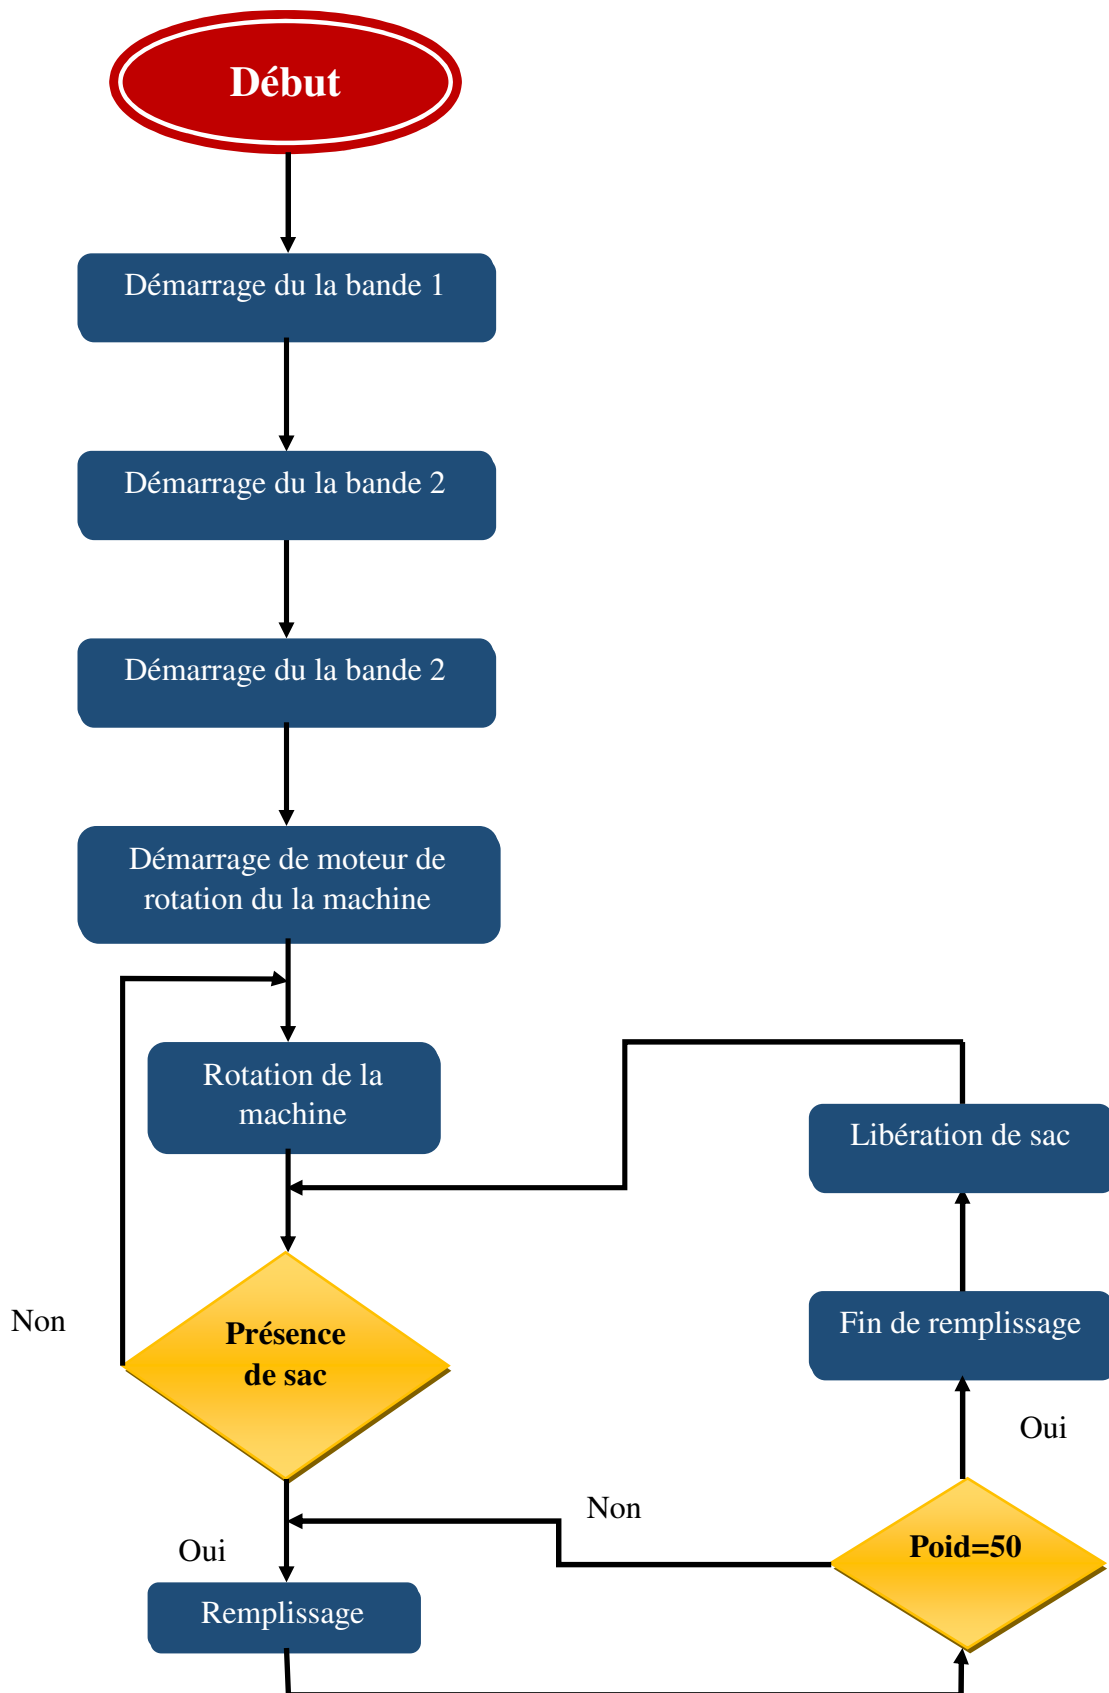 Début
Démarrage du la bande 1
Démarrage du la bande 2
Démarrage du la bande 2
Démarrage de moteur de
rotation du la machine
Rotation de la
machine
Libération de sac
Non
Présence
de sac
Fin de remplissage
Oui
Non
Oui
Poid=50
Remplissage